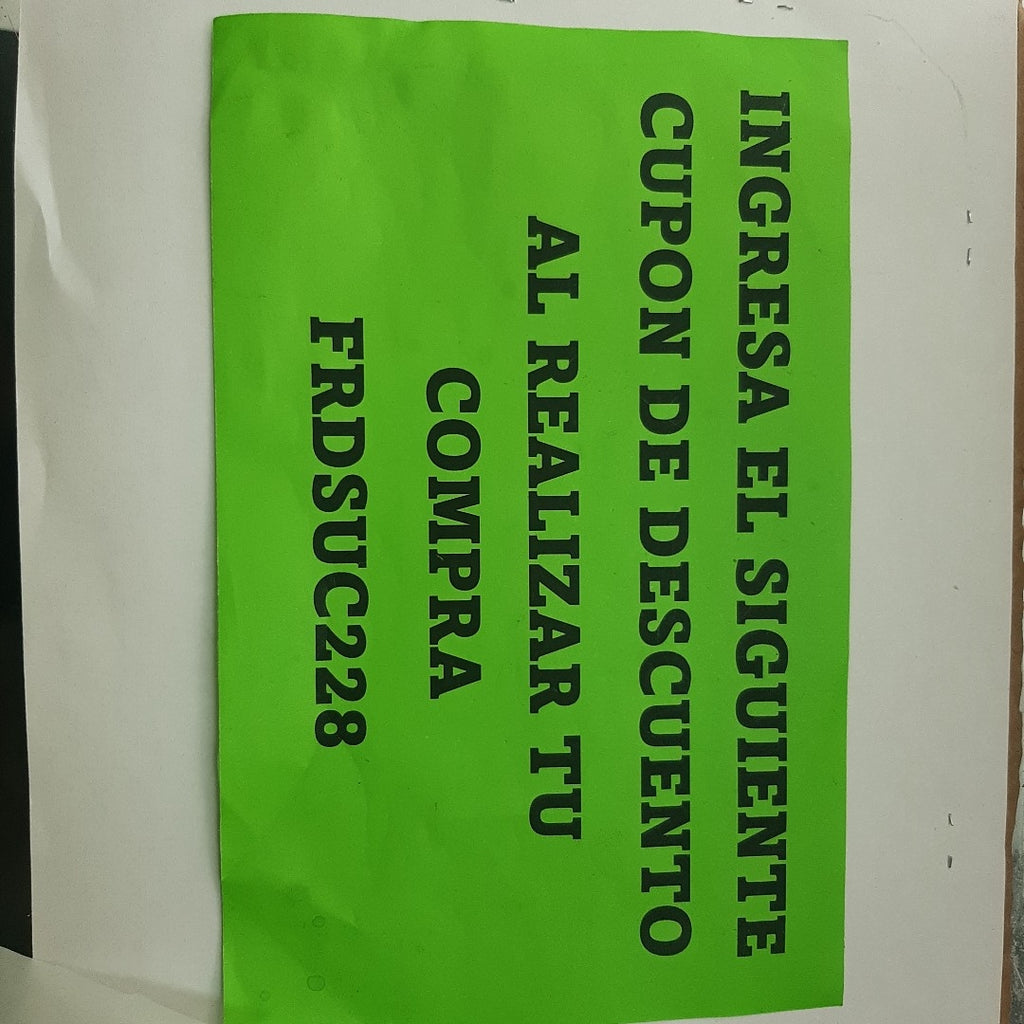 INGRESA EL SIGUIENTE
CUPON DE DESCUENTO
AL REALIZAR TU
COMPRA
FRDSUC228